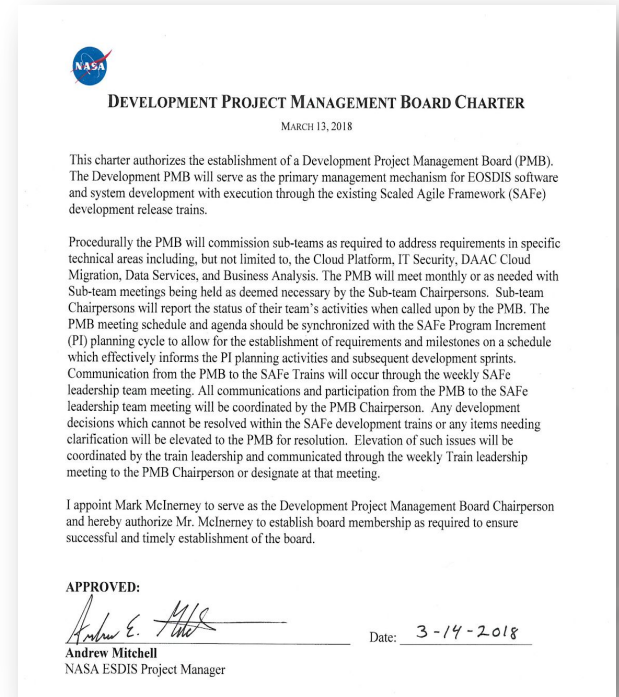 NASA
DEVELOPMENT PROJECT MANAGEMENT BOARD CHARTER
MARCH 13, 2018
This charter authorizes the establishment of a Development Project Management Board (PMB).
The Development PMB will serve as the primary management mechanism for EOSDIS software
and system development with execution through the existing Scaled Agile Framework (SAFe)
development release trains.
Procedurally the PMB will commission sub-teams as required to address requirements in specific
technical areas including, but not limited to, the Cloud Platform, IT Security, DAAC Cloud
Migration, Data Services, and Business Analysis. The PMB will meet monthly or as needed with
Sub-team meetings being held as deemed necessary by the Sub-team Chairpersons. Sub-team
Chairpersons will report the status of their team's activities when called upon by the PMB. The
PMB meeting schedule and agenda should be synchronized with the SAFe Program Increment
(PI) planning cycle to allow for the establishment of requirements and milestones on a schedule
which effectively informs the PI planning activities and subsequent development sprints.
Communication from the PMB to the SAFe Trains will occur through the weekly SAFe
leadership team meeting. All communications and participation from the PMB to the SAFe
leadership team meeting will be coordinated by the PMB Chairperson. Any development
decisions which cannot be resolved within the SAFe development trains or any items needing
clarification will be elevated to the PMB for resolution. Elevation of such issues will be
coordinated by the train leadership and communicated through the weekly Train leadership
meeting to the PMB Chairperson or designate at that meeting.
I appoint Mark McInerney to serve as the Development Project Management Board Chairperson
and hereby authorize Mr. McInerney to establish board membership as required to ensure
successful and timely establishment of the board.
APPROVED:
Date: 3-14-2018
Andrew Mitchell
NASA ESDIS Project Manager